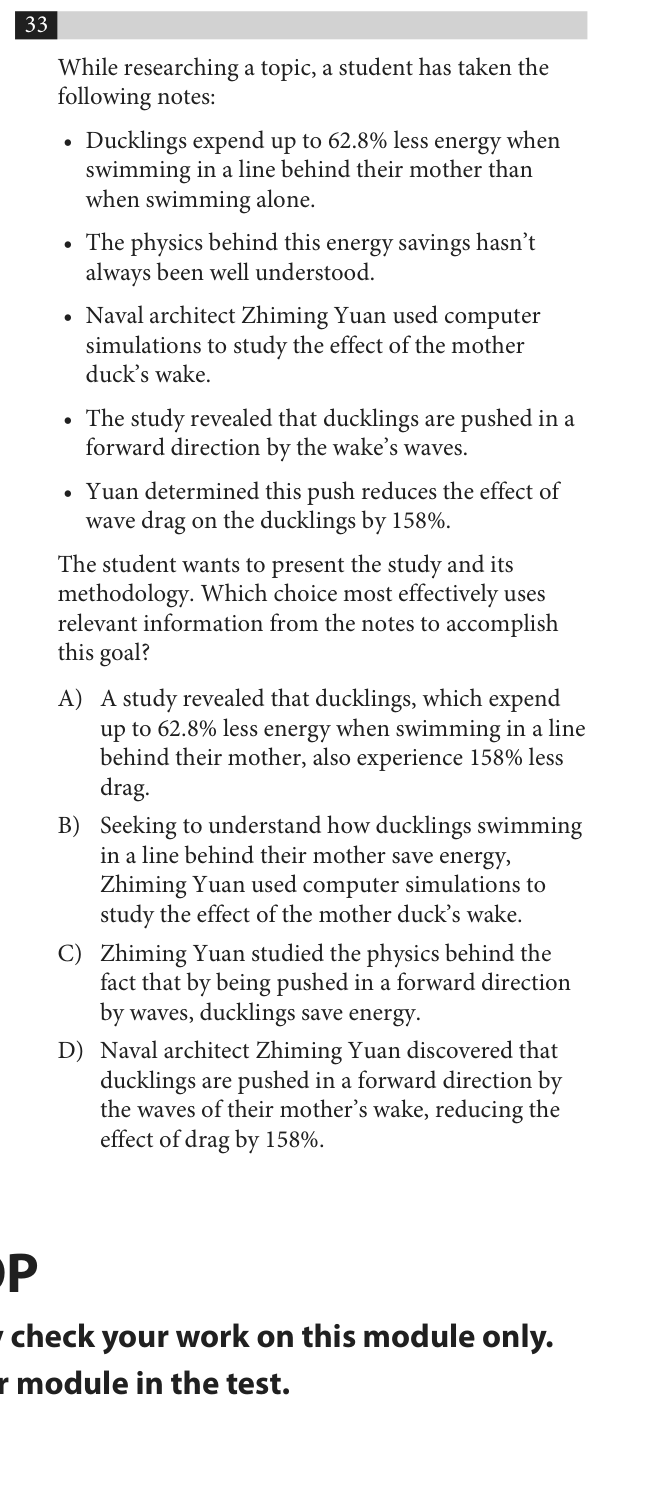 33
While researching a topic, a student has taken the
following notes:
• Ducklings expend up to 62.8% less energy when
swimming in a line behind their mother than
when swimming alone.
• The physics behind this energy savings hasn’t
always been well understood.
• Naval architect Zhiming Yuan used computer
simulations to study the effect of the mother
duck’s wake.
• The study revealed that ducklings are pushed in a
forward direction by the wake’s waves.
• Yuan determined this push reduces the effect of
wave drag on the ducklings by 158%.
The student wants to present the study and its
methodology. Which choice most effectively uses
relevant information from the notes to accomplish
this goal?
A) A study revealed that ducklings, which expend
up to 62.8% less energy when swimming in a line
behind their mother, also experience 158% less
drag.
B) Seeking to understand how ducklings swimming
in a line behind their mother save energy,
Zhiming Yuan used computer simulations to
study the effect of the mother duck’s wake.
C) Zhiming Yuan studied the physics behind the
fact that by being pushed in a forward direction
by waves, ducklings save energy.
D) Naval architect Zhiming Yuan discovered that
ducklings are pushed in a forward direction by
the waves of their mother’s wake, reducing the
effect of drag by 158%.
OP
y check your work on this module only.
r module in the test.